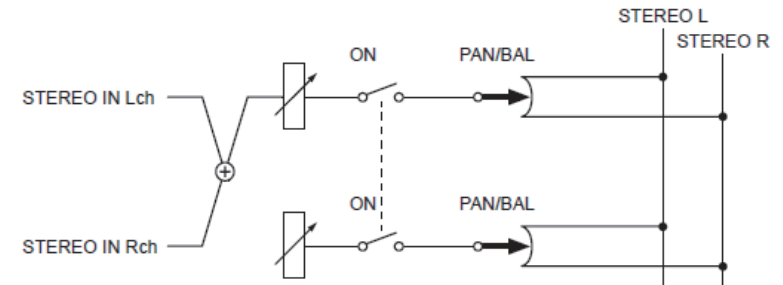 STEREO L
STEREO R
ON
PAN/BAL
STEREO IN Lch
+
ON
PAN/BAL
STEREO IN Rch